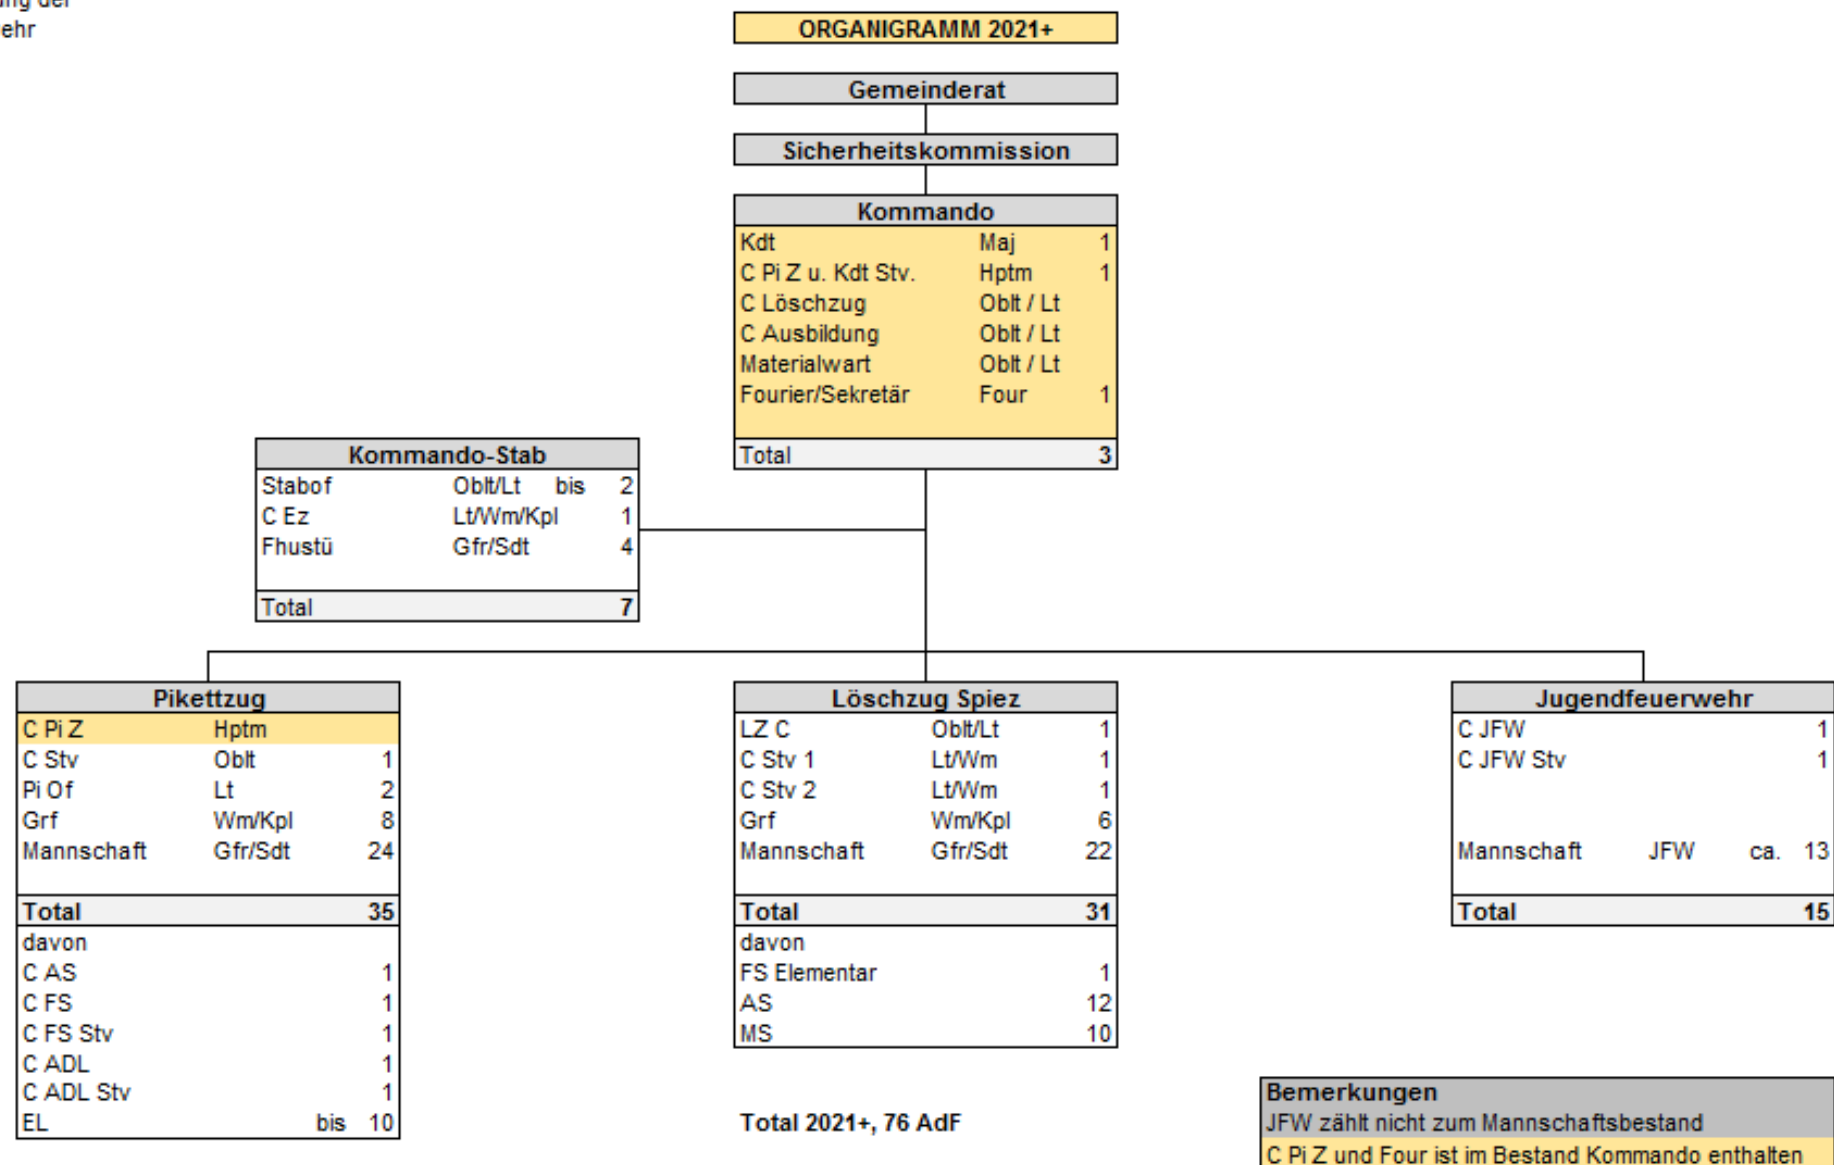 ehr
ORGANIGRAMM 2021+
Gemeinderat
Sicherheitskommission
Kommando
Kdt Maj 1
C Pi Z u. Kdt Stv. Hptm 1
C Löschzug Oblt / Lt
C Ausbildung Oblt / Lt
Materialwart Oblt / Lt
Fourier/Sekretär Four 1
Total 3
Kommando-Stab
Stabof Oblt/Lt bis 2
C Ez Lt/Wm/Kpl 1
Fhustü Gfr/Sdt 4
Total 7
Pikettzug
C Pi Z Hptm
C Stv Oblt 1
Pi Of Lt 2
Grf Wm/Kpl 8
Mannschaft Gfr/Sdt 24
Total 35
davon
C AS 1
C FS 1
C FS Stv 1
C ADL 1
C ADL Stv 1
EL bis 10
Löschzug Spiez
LZ C Oblt/Lt 1
C Stv 1 Lt/Wm 1
C Stv 2 Lt/Wm 1
Grf Wm/Kpl 6
Mannschaft Gfr/Sdt 22
Total 31
davon
FS Elementar 1
AS 12
MS 10
Total 2021+, 76 AdF
Jugendfeuerwehr
C JFW 1
C JFW Stv 1
Mannschaft JFW ca. 13
Total 15
Bemerkungen
JFW zählt nicht zum Mannschaftsbestand
C Pi Z und Four ist im Bestand Kommando enthalten